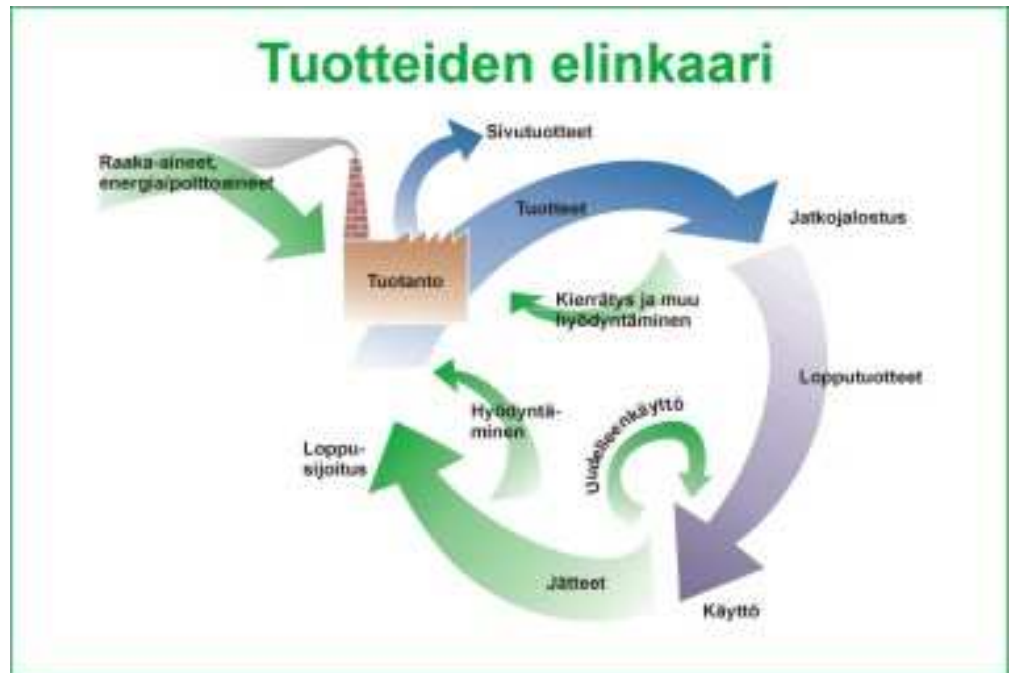 Tuotteiden elinkaari
Sivutuotteet
Raaka-aineet,
energia/polttoaineet
Tuotteet
Jatkojalostus
Tuotanto
Kierrätys ja muu
hyödyntäminen
Lopputuotteet
Hyödyntä-
minen
Uudelleenkäyttö
Loppu-
sijoitus
Jätteet
Käyttö